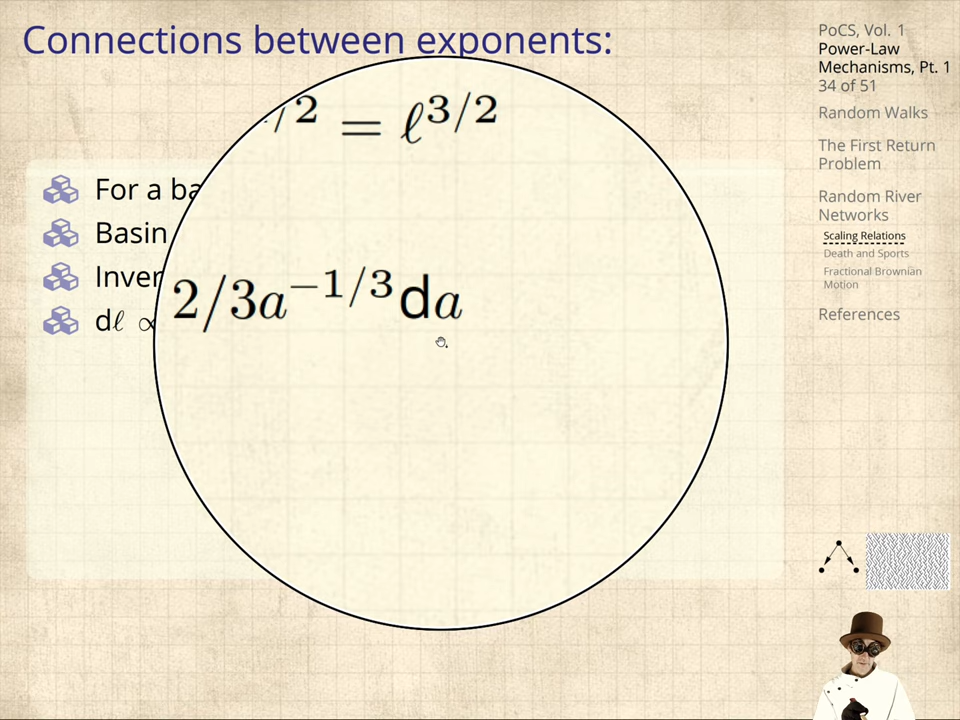 Connections between exponents:
/2 = ℓ^{3/2}
For a ba
Basin
Inver
dℓ ∝ 2/3a^{−1/3}da
PoCS, Vol. 1
Power-Law
Mechanisms, Pt. 1
34 of 51
Random Walks
The First Return
Problem
Random River
Networks
Scaling Relations
Death and Sports
Fractional Brownian
Motion
References